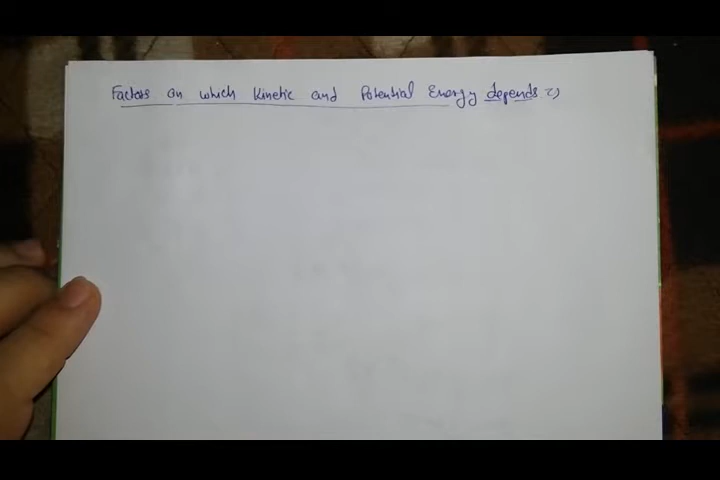 Factors on which Kinetic and Potential Energy depends :)